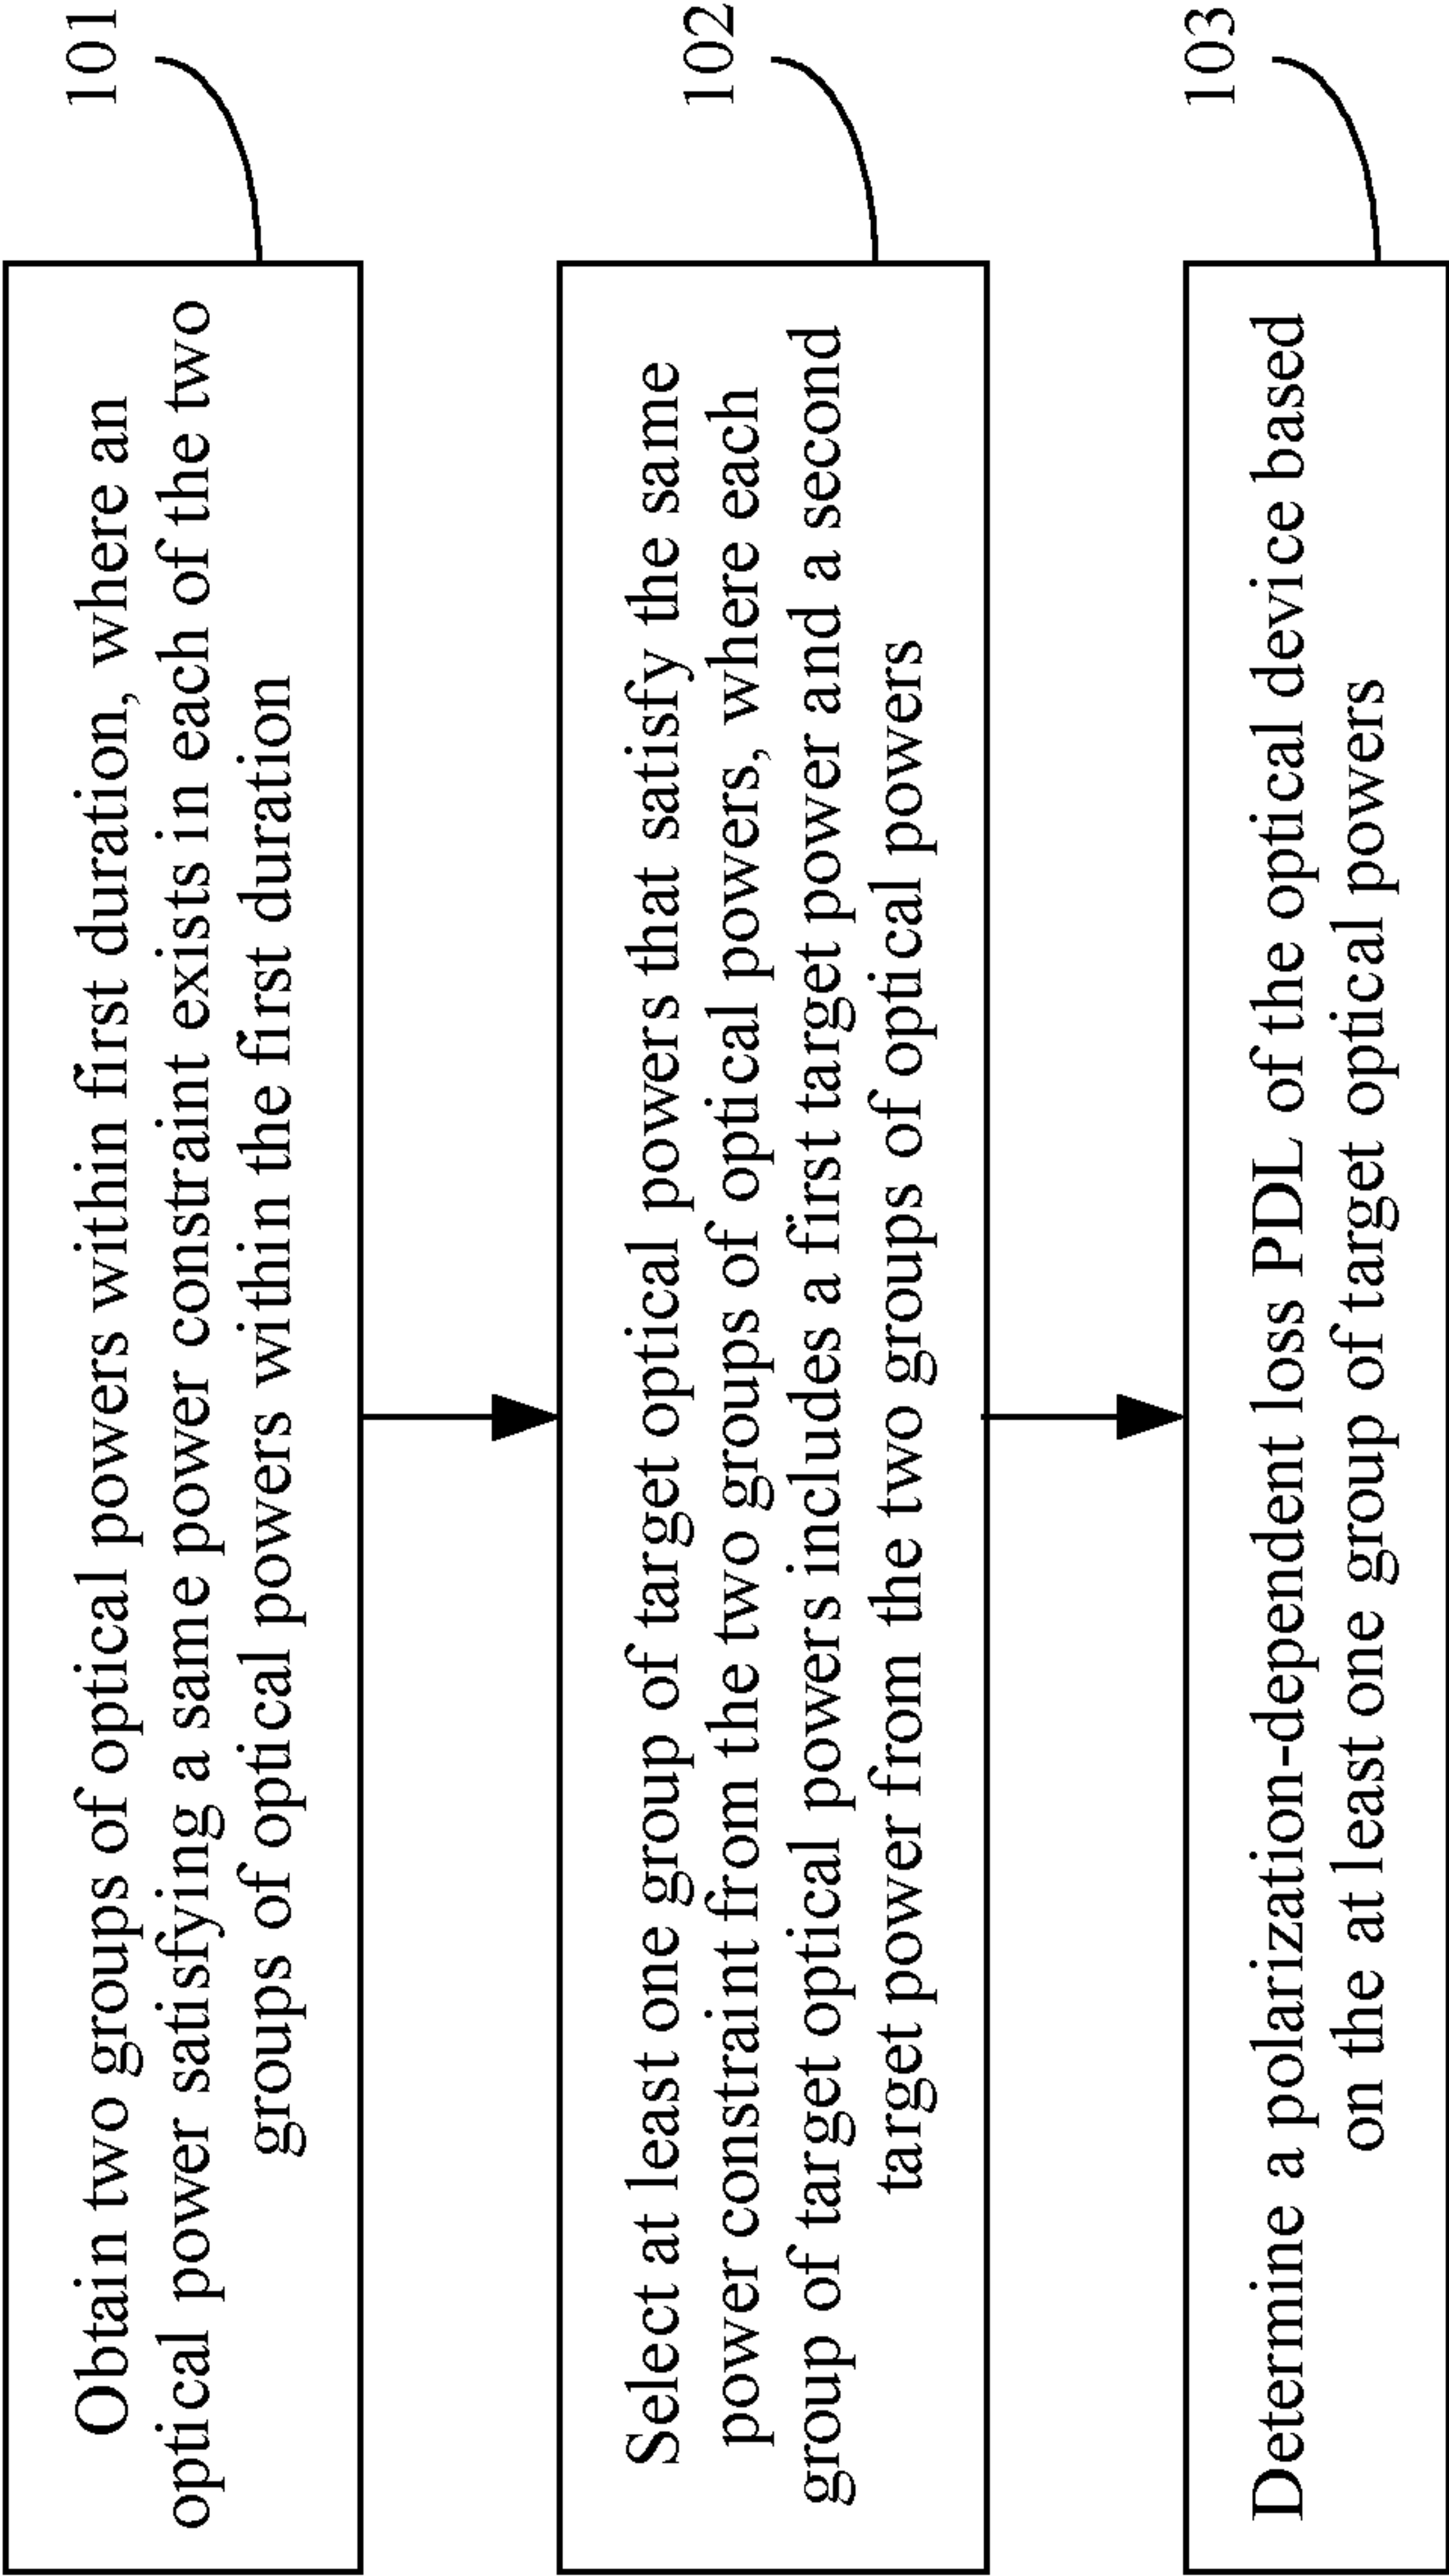 101
Obtain two groups of optical powers within first duration, where an
optical power satisfying a same power constraint exists in each of the two
groups of optical powers within the first duration
102
Select at least one group of target optical powers that satisfy the same
power constraint from the two groups of optical powers, where each
group of target optical powers includes a first target power and a second
target power from the two groups of optical powers
103
Determine a polarization-dependent loss PDL of the optical device based
on the at least one group of target optical powers